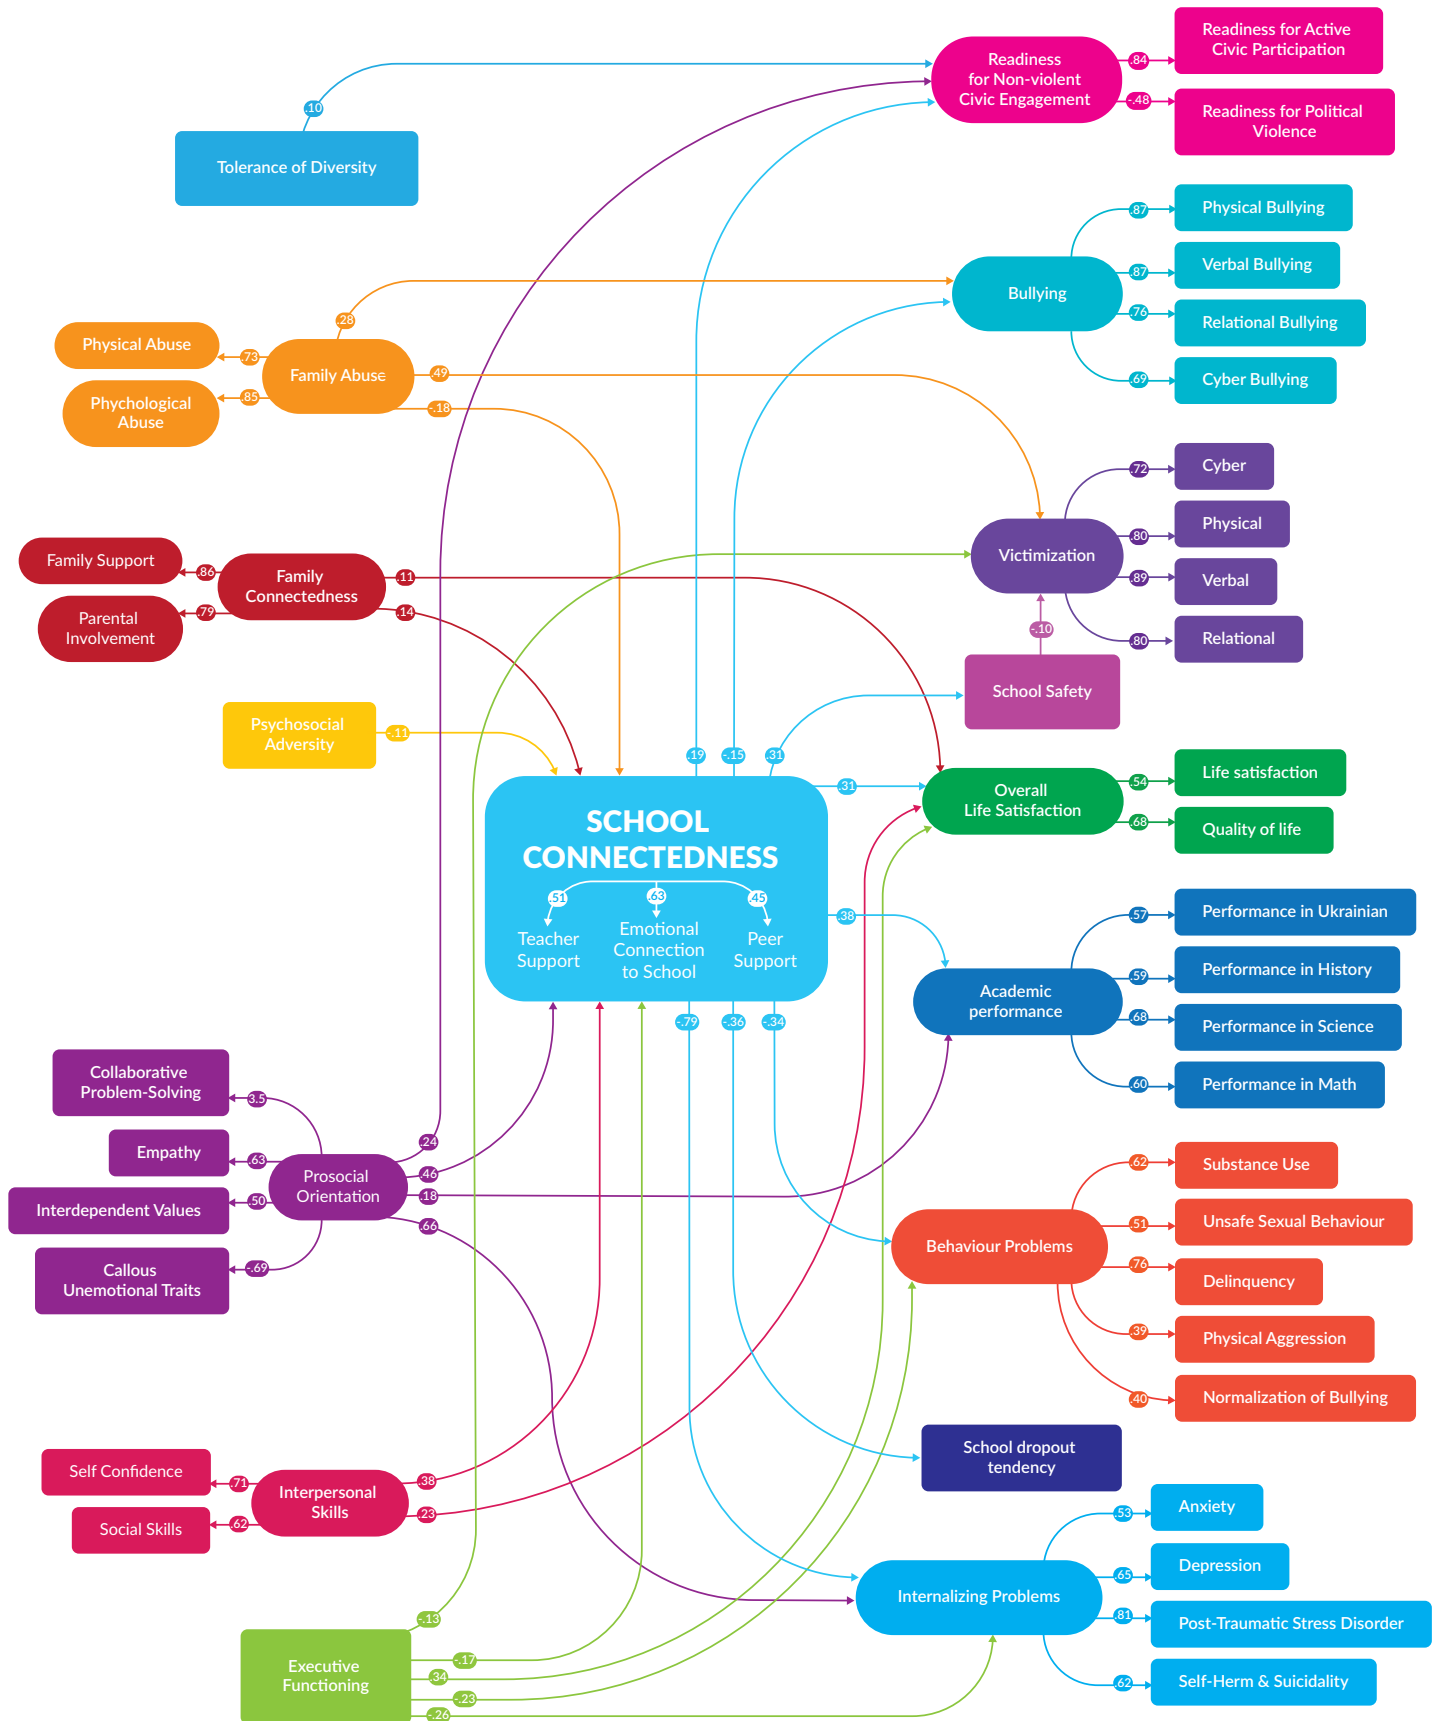 Readiness for Active
Civic Participation
Readiness
for Non-violent
Civic Engagement
.84
-.48
Readiness for Political
Violence
.10
Tolerance of Diversity
Physical Bullying
.87
Verbal Bullying
.87
Bullying
Relational Bullying
.76
Cyber Bullying
.69
.28
Physical Abuse
.73
Family Abuse
.49
.85
-.18
Phychological
Abuse
Cyber
.72
Physical
.80
Victimization
Verbal
.89
Relational
.80
-.10
School Safety
Family Support
.86
Family
Connectedness
.11
.14
.79
Parental
Involvement
Psychosocial
Adversity
-.11
.19
-.15
.31
.31
Overall
Life Satisfaction
.54
Life satisfaction
.68
Quality of life
SCHOOL
CONNECTEDNESS
.51
.63
.45
Teacher
Support
Emotional
Connection
to School
Peer
Support
.38
Performance in Ukrainian
.57
Performance in History
.59
Academic
performance
Performance in Science
.68
Performance in Math
.60
-.79
-.36
-.34
Collaborative
Problem-Solving
3.5
Empathy
.63
Prosocial
Orientation
.24
.46
.18
.66
Interdependent Values
.50
Callous
Unemotional Traits
-.69
Substance Use
.62
Unsafe Sexual Behaviour
.51
Behaviour Problems
Delinquency
.76
Physical Aggression
.39
Normalization of Bullying
.40
School dropout
tendency
Self Confidence
.71
Interpersonal
Skills
.38
.23
Social Skills
.62
Anxiety
.53
Depression
.65
Internalizing Problems
Post-Traumatic Stress Disorder
.81
Self-Herm & Suicidality
.62
-.13
Executive
Functioning
-.17
.34
-.23
-.26